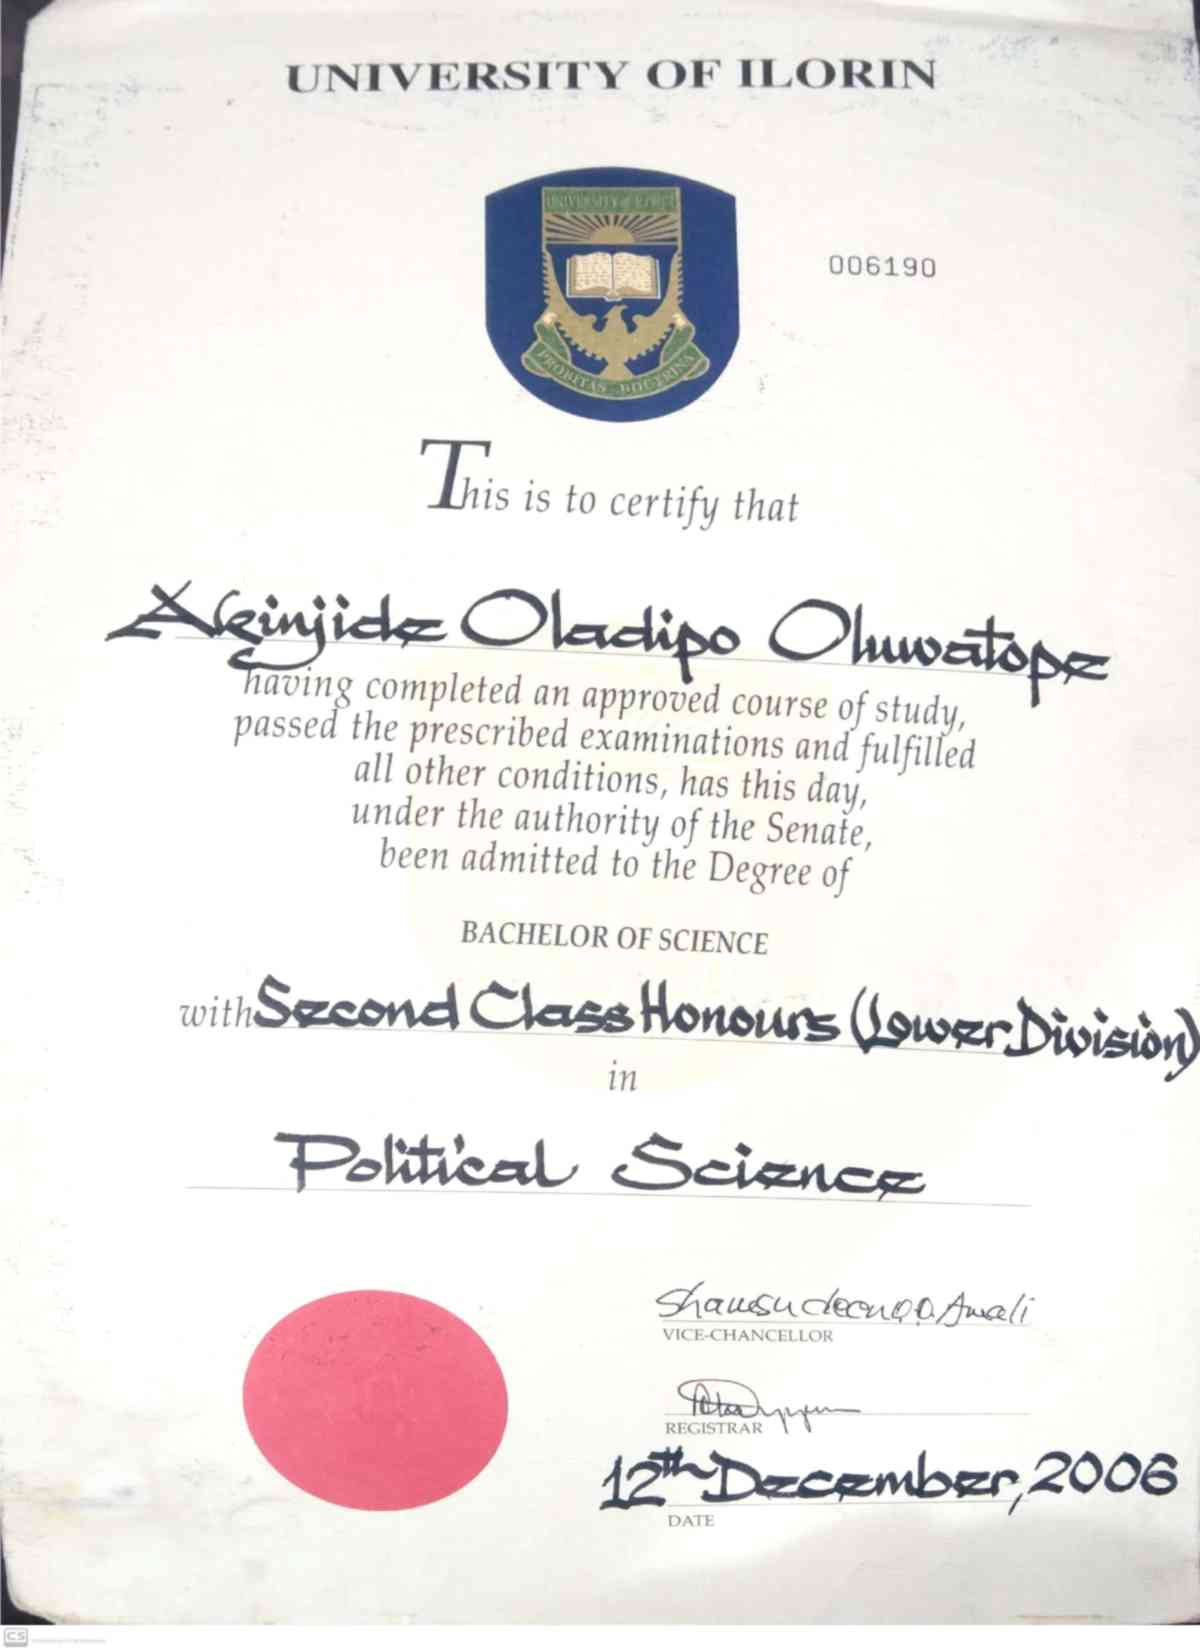 UNIVERSITY OF ILORIN
UNIVERSITY of ILORIN
006190
PROBITAS DOCTRINA
This is to certify that
Akinjide Oladipo Oluwatope
having completed an approved course of study,
passed the prescribed examinations and fulfilled
all other conditions, has this day,
under the authority of the Senate,
been admitted to the Degree of
BACHELOR OF SCIENCE
with Second Class Honours (Lower Division)
in
Political Science
Amali
VICE-CHANCELLOR
REGISTRAR
12th December, 2006
DATE
CS